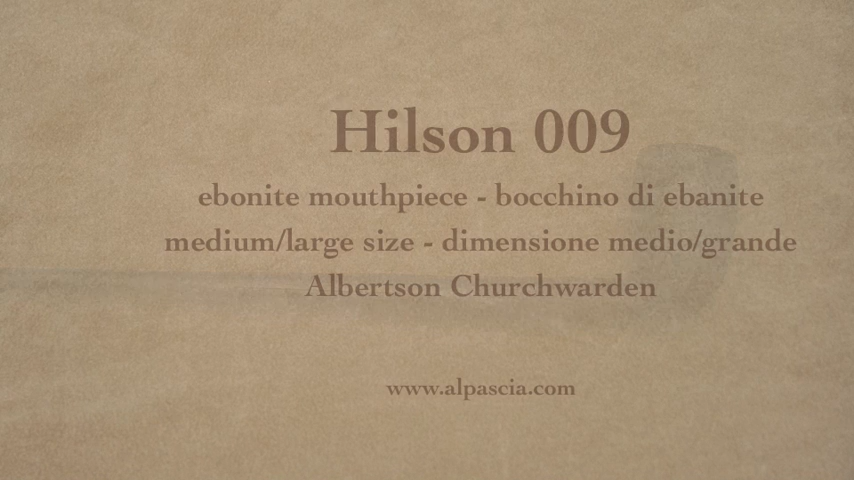 Hilson 009
ebonite mouthpiece - bocchino di ebanite
medium/large size - dimensione medio/grande
Albertson Churchwarden
www.alpascia.com